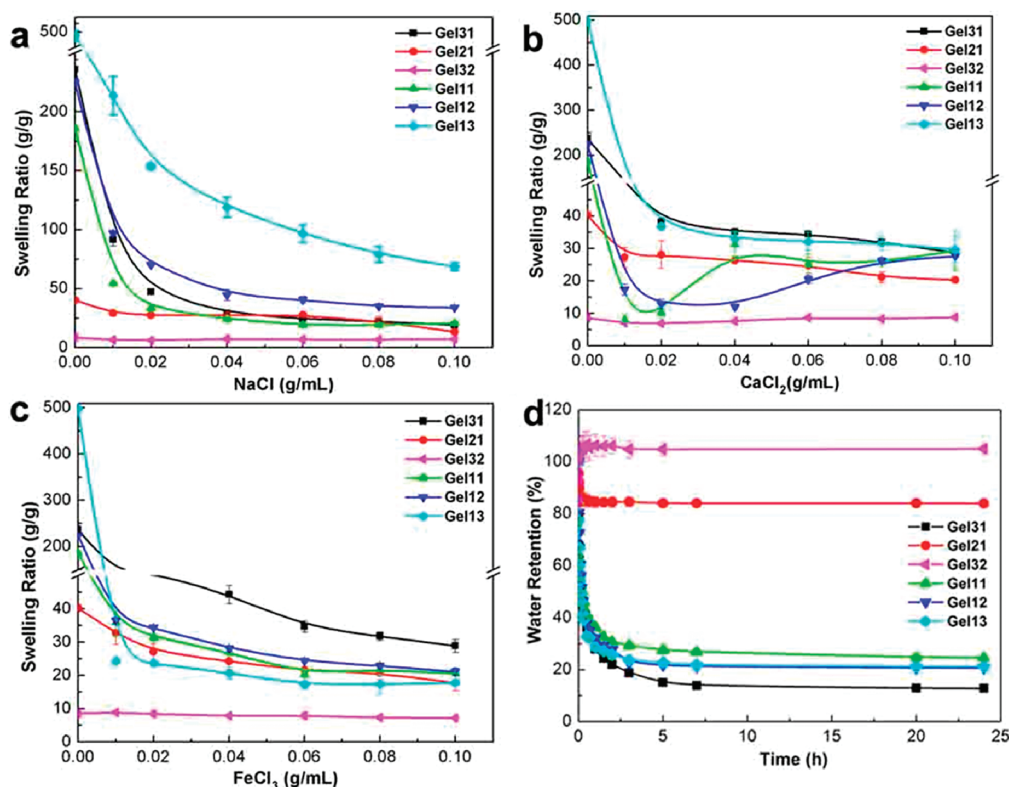 a
Swelling Ratio (g/g)
500
200
150
100
50
0
0.00 0.02 0.04 0.06 0.08 0.10
NaCl (g/mL)
Gel31
Gel21
Gel32
Gel11
Gel12
Gel13
b
Swelling Ratio (g/g)
500
400
300
200
40
30
20
10
0
0.00 0.02 0.04 0.06 0.08 0.10
CaCl2(g/mL)
Gel31
Gel21
Gel32
Gel11
Gel12
Gel13
c
Swelling Ratio (g/g)
500
400
300
200
40
30
20
10
0
0.00 0.02 0.04 0.06 0.08 0.10
FeCl3 (g/mL)
Gel31
Gel21
Gel32
Gel11
Gel12
Gel13
d
Water Retention (%)
120
100
80
60
40
20
0
0 5 10 15 20 25
Time (h)
Gel31
Gel21
Gel32
Gel11
Gel12
Gel13